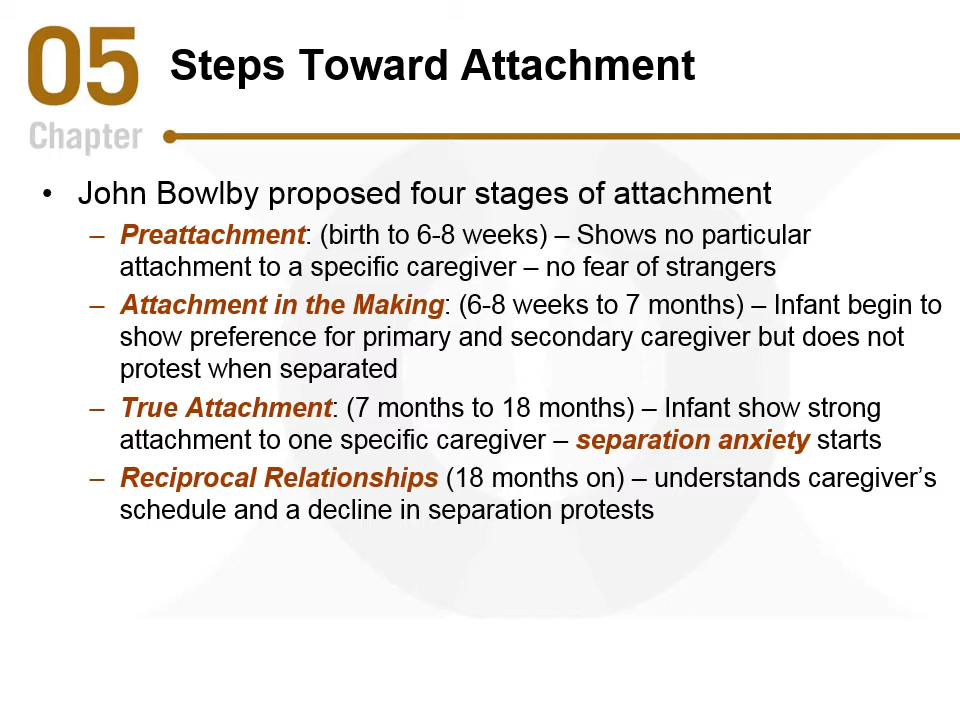 05
Chapter
Steps Toward Attachment
• John Bowlby proposed four stages of attachment
– Preattachment: (birth to 6-8 weeks) – Shows no particular
attachment to a specific caregiver – no fear of strangers
– Attachment in the Making: (6-8 weeks to 7 months) – Infant begin to
show preference for primary and secondary caregiver but does not
protest when separated
– True Attachment: (7 months to 18 months) – Infant show strong
attachment to one specific caregiver – separation anxiety starts
– Reciprocal Relationships (18 months on) – understands caregiver’s
schedule and a decline in separation protests